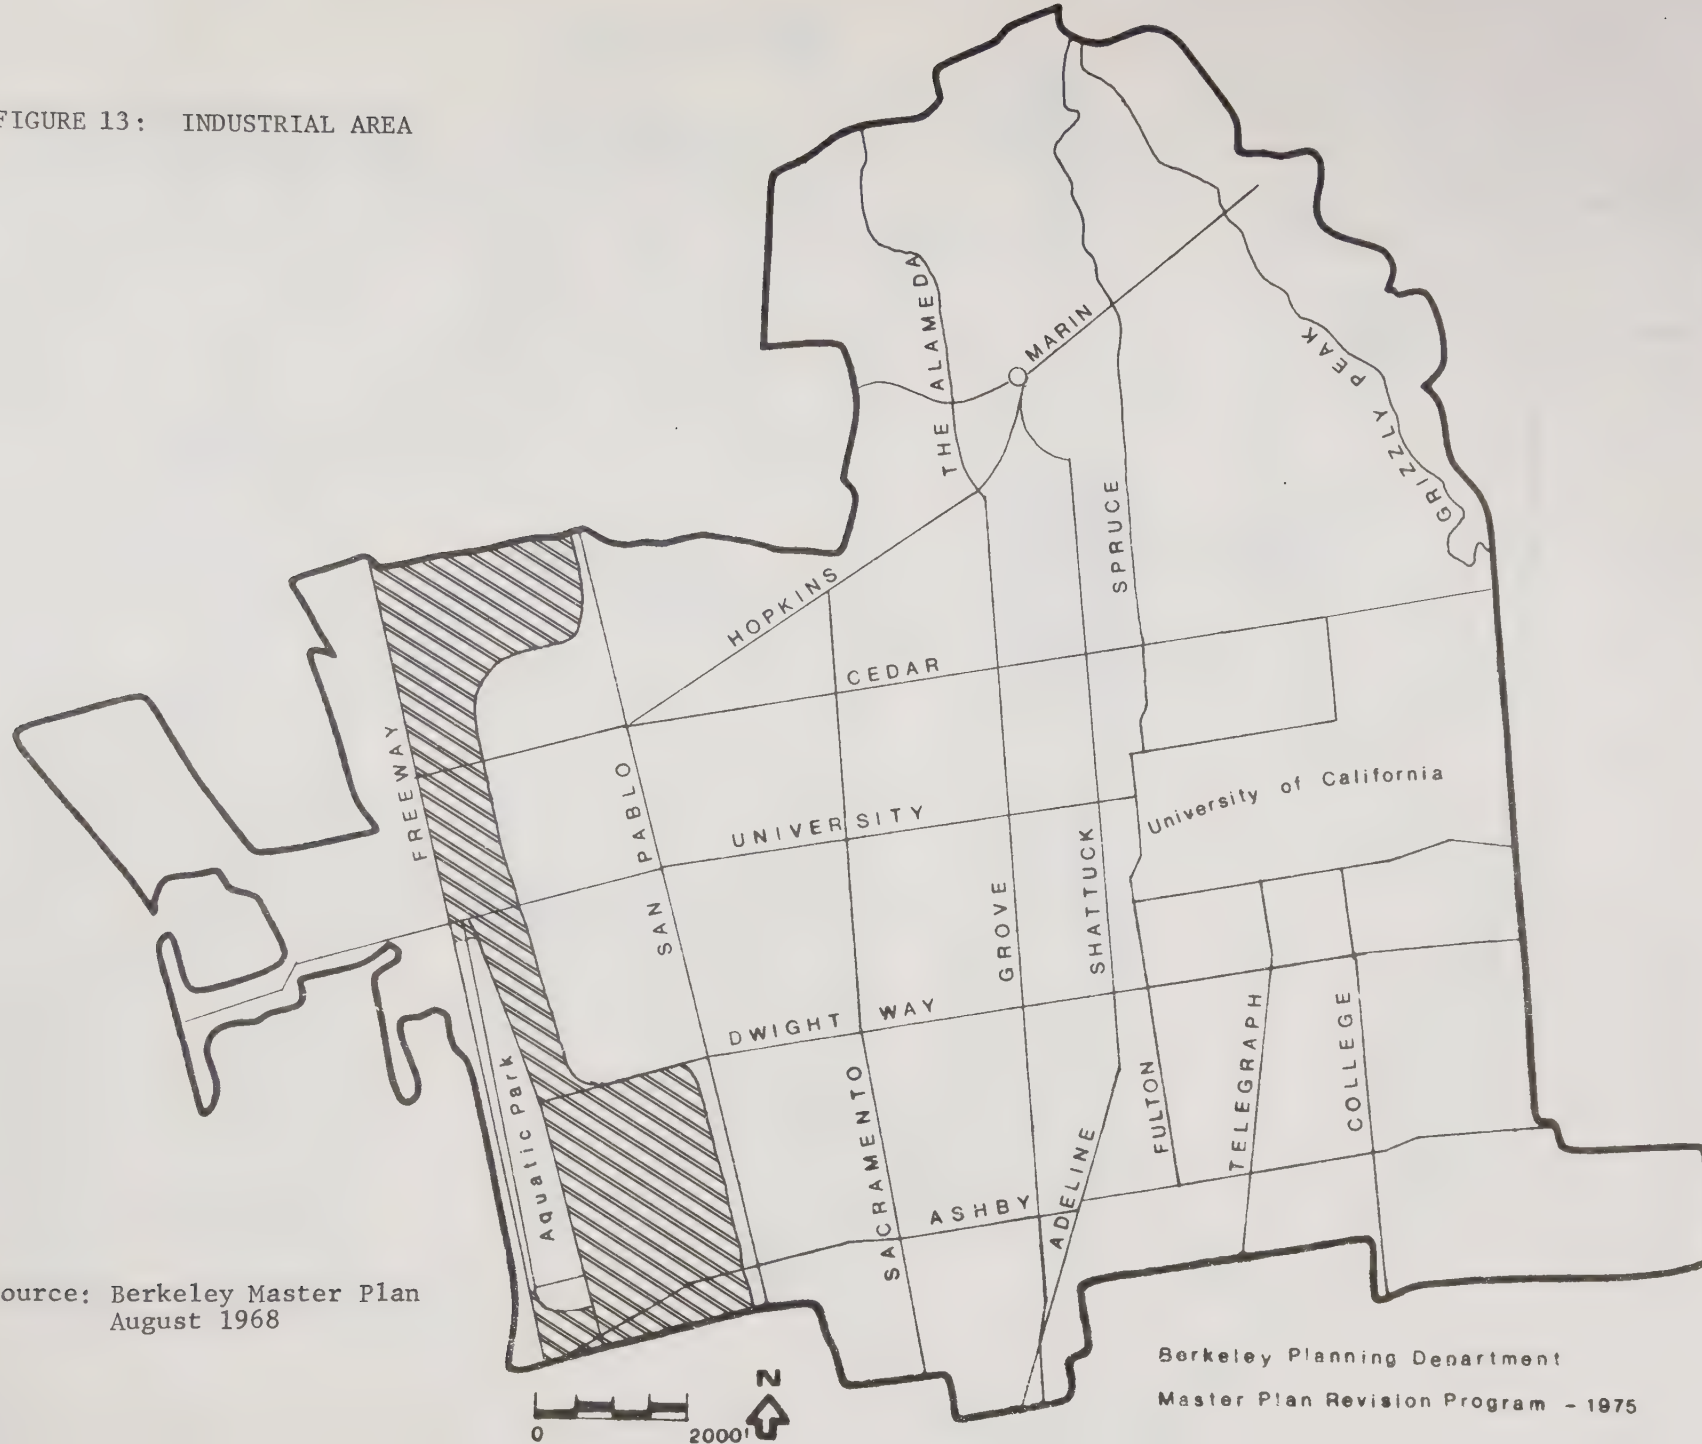 FIGURE 13: INDUSTRIAL AREA
THE ALAMEDA
MARIN
GRIZZLY PEAK
SPRUCE
HOPKINS
CEDAR
FREEWAY
SAN PABLO
UNIVERSITY
University of California
GROVE
SHATTUCK
DWIGHT WAY
SACRAMENTO
Aquatic Park
ADELINE
FULTON
TELEGRAPH
COLLEGE
ASHBY
ource: Berkeley Master Plan
August 1968
0 2000'
N
Berkeley Planning Department
Master Plan Revision Program - 1975